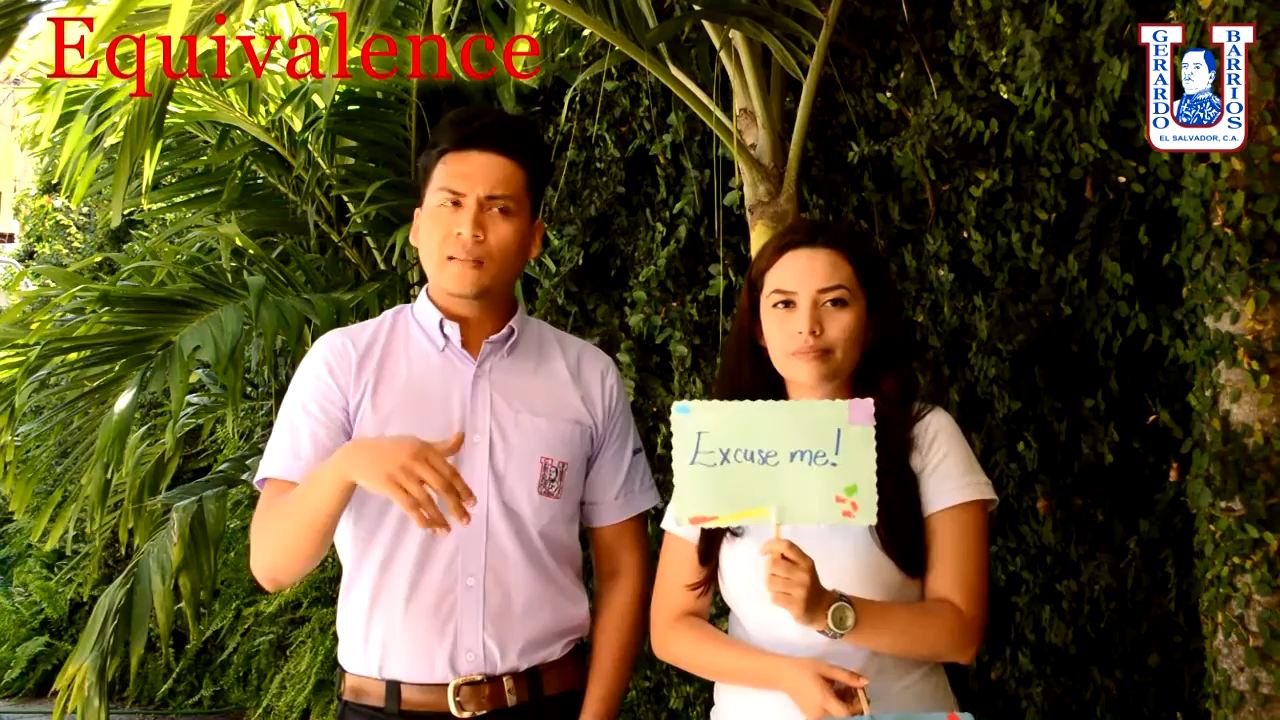 Equivalence
GERARDO
BARRIOS
EL SALVADOR, C.A.
Excuse me!